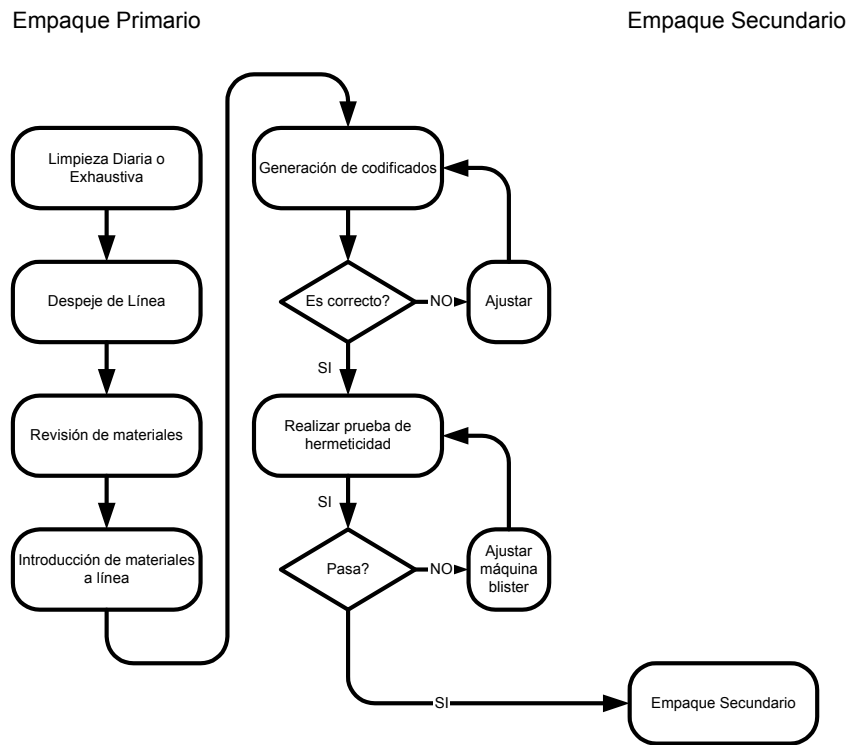 Empaque Primario
Empaque Secundario
Limpieza Diaria o
Exhaustiva
Despeje de Línea
Revisión de materiales
Introducción de materiales
a línea
Generación de codificados
Es correcto?
NO
Ajustar
SI
Realizar prueba de
hermeticidad
SI
Pasa?
NO
Ajustar
máquina
blister
SI
Empaque Secundario